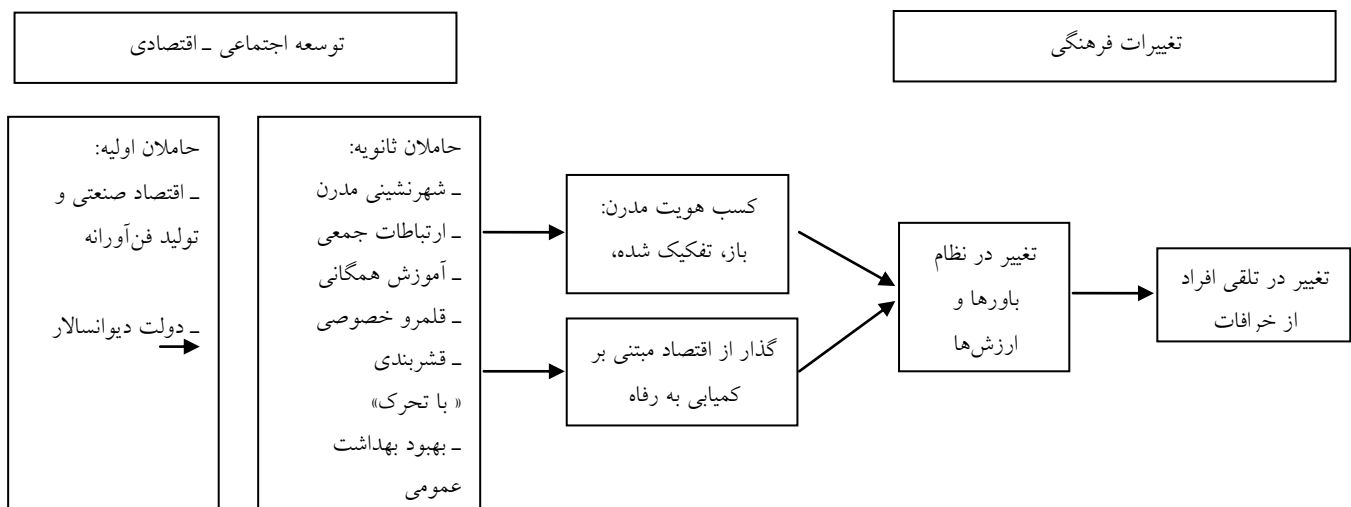 توسعه اجتماعی ـ اقتصادی
تغییرات فرهنگی
حاملان اولیه:
ـ اقتصاد صنعتی و
تولید فن‌آورانه
ـ دولت دیوانسالار
حاملان ثانویه:
ـ شهرنشینی مدرن
ـ ارتباطات جمعی
ـ آموزش همگانی
ـ قلمرو خصوصی
ـ قشربندی
« با تحرک»
ـ بهبود بهداشت
عمومی
کسب هویت مدرن:
باز، تفکیک شده،
گذار از اقتصاد مبتنی بر
کمیابی به رفاه
تغییر در نظام
باورها و
ارزش‌ها
تغییر در تلقی افراد
از خرافات